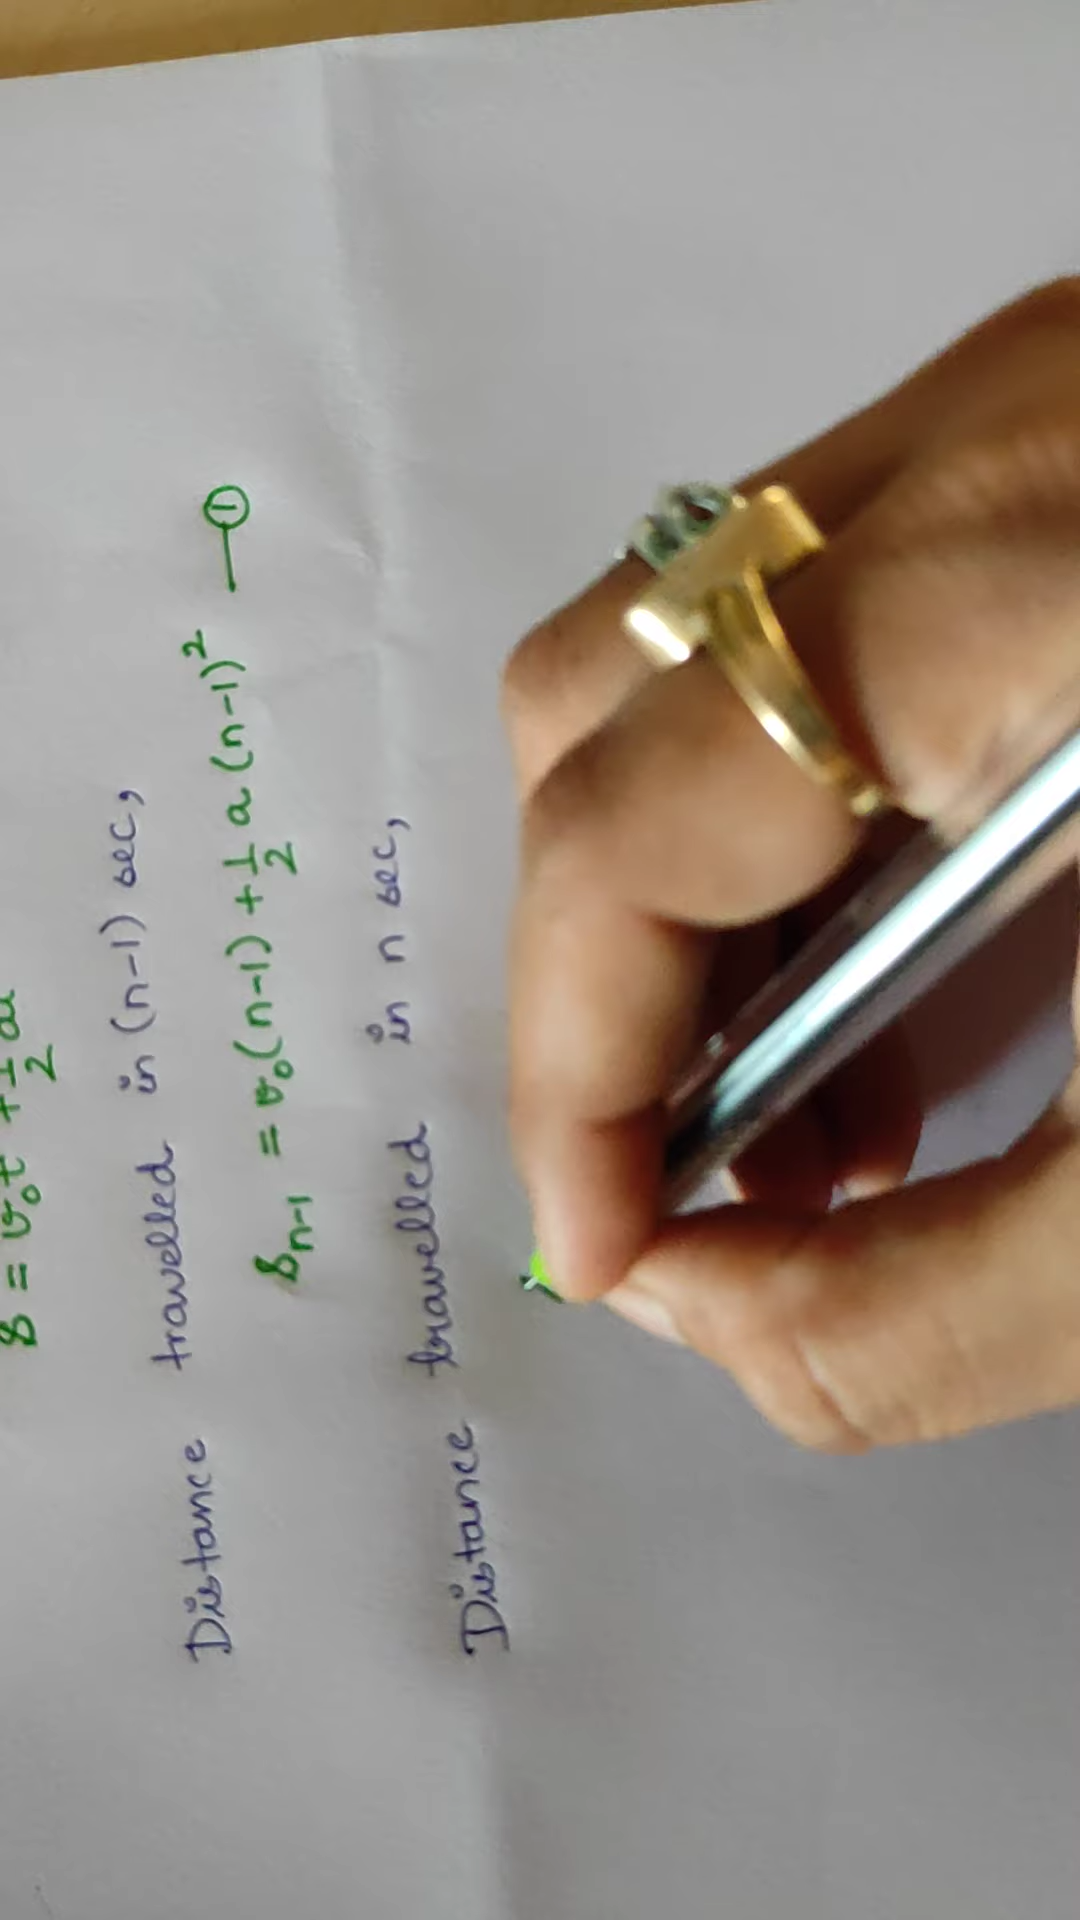 s = v₀t + 1/2 a
Distance travelled in (n-1) sec,
s_{n-1} = v₀(n-1) + 1/2 a (n-1)² —①
Distance travelled in n sec,